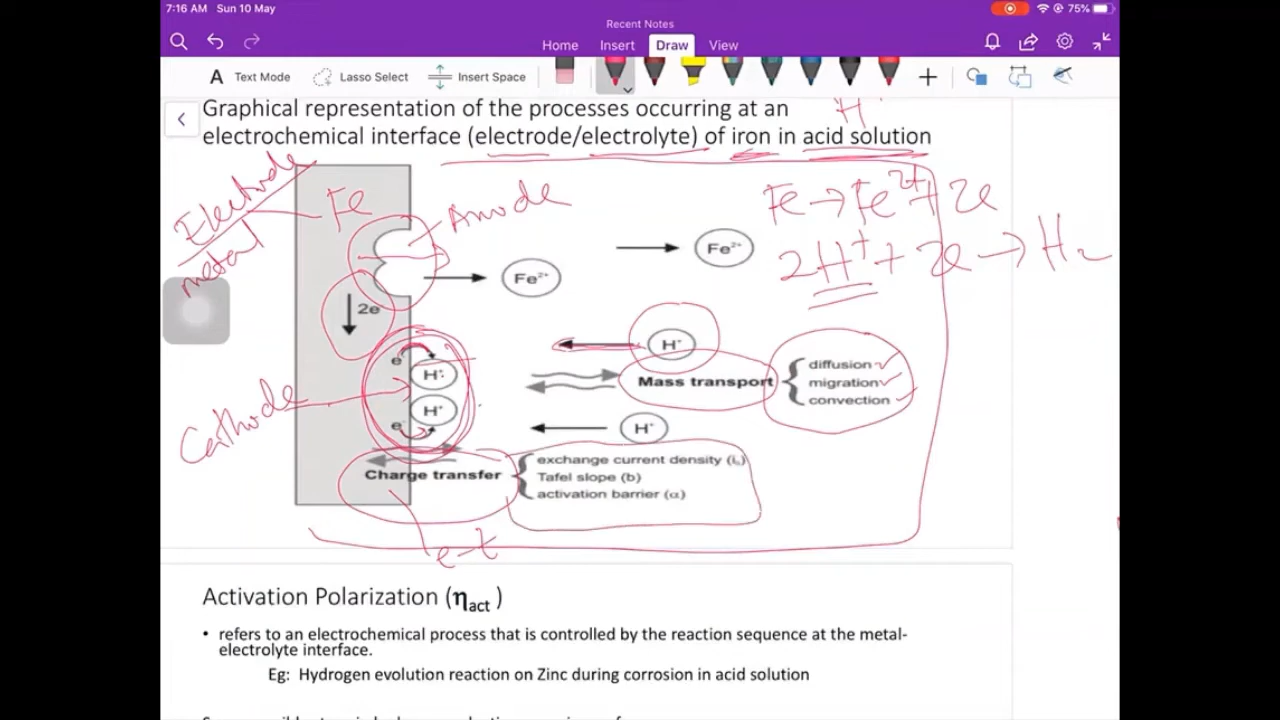 7:16 AM Sun 10 May
75%
Recent Notes
Home Insert Draw View
A Text Mode Lasso Select Insert Space
Graphical representation of the processes occurring at an
H+
electrochemical interface (electrode/electrolyte) of iron in acid solution
Electrode
metal
Fe
Anode
Fe → Fe2+ + 2e
2H+ + 2e → H2
Fe2+
Fe2+
2e
H+
e
H+
diffusion
Mass transport
migration
convection
Cathode
H+
e
H+
exchange current density (i₀)
Charge transfer
Tafel slope (b)
activation barrier (α)
e-t
Activation Polarization (ηact )
• refers to an electrochemical process that is controlled by the reaction sequence at the metal-
electrolyte interface.
Eg: Hydrogen evolution reaction on Zinc during corrosion in acid solution